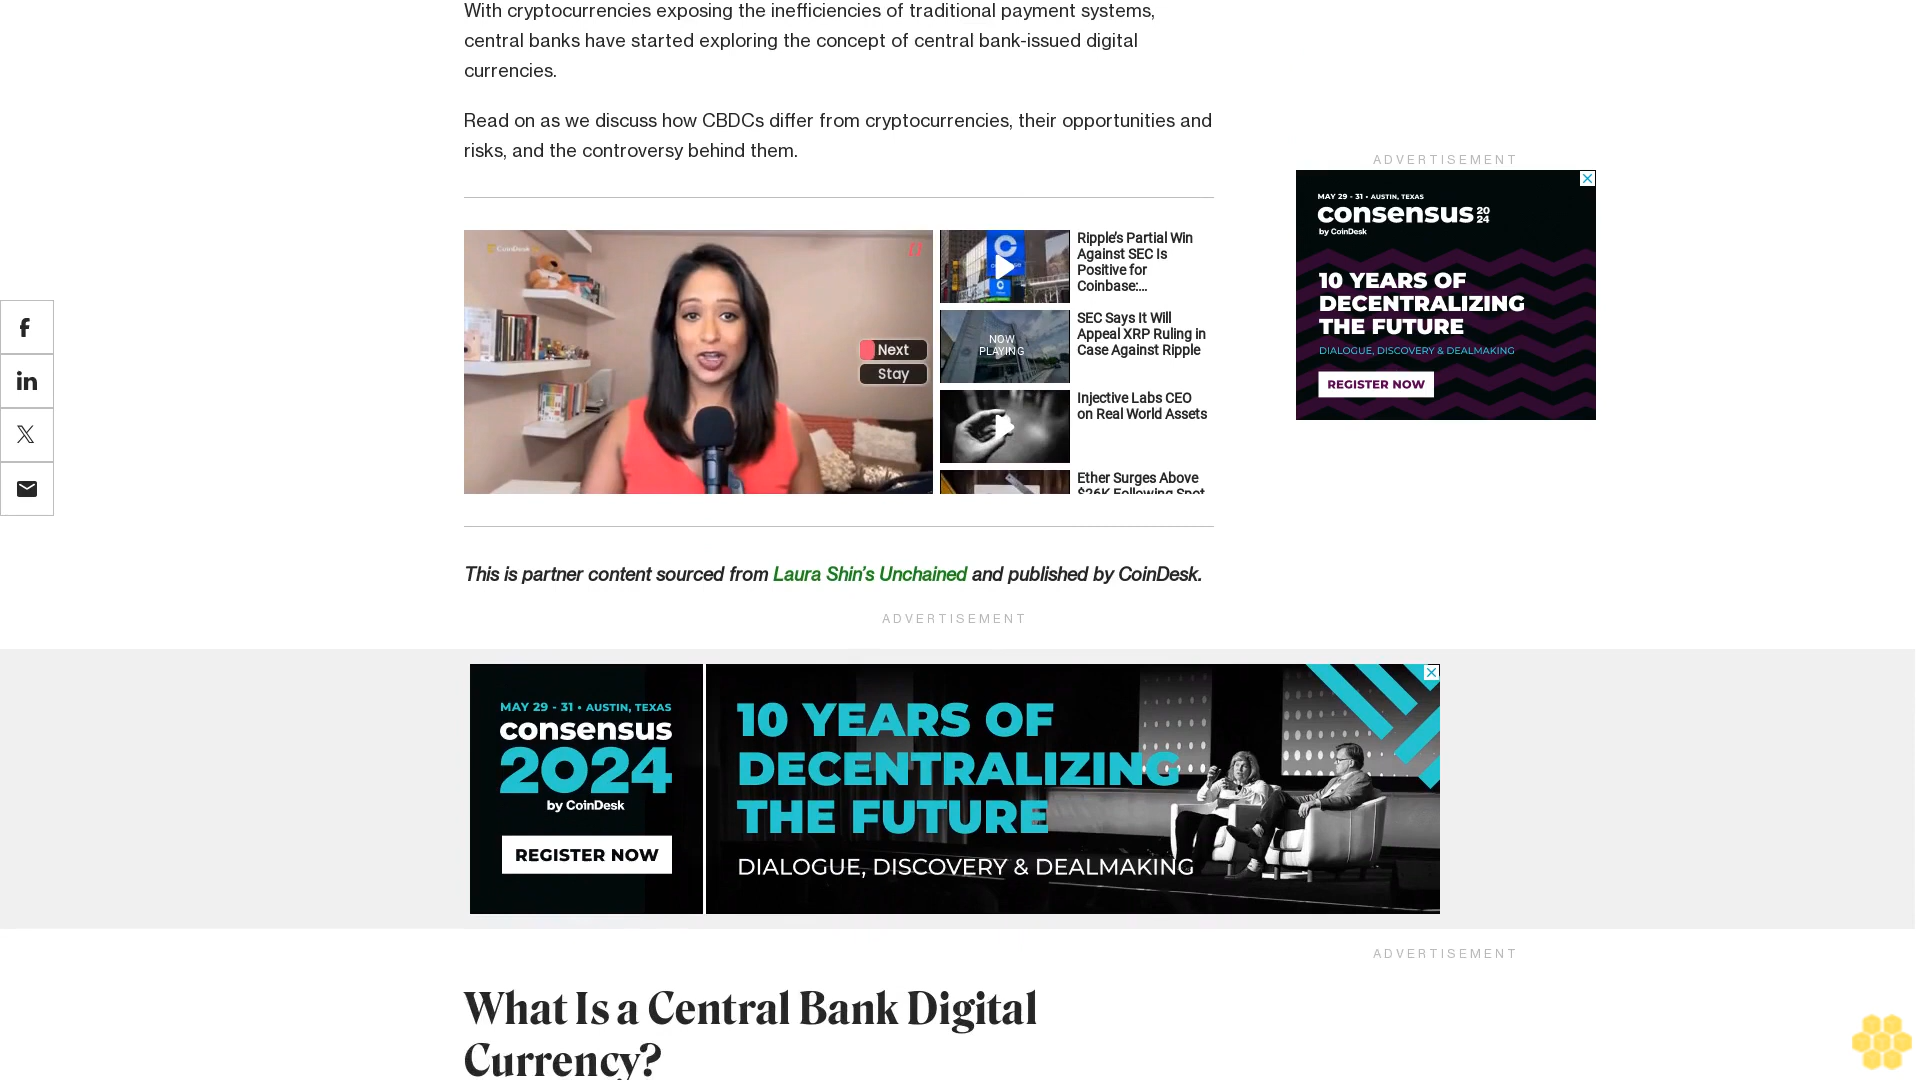 With cryptocurrencies exposing the inefficiencies of traditional payment systems,
central banks have started exploring the concept of central bank-issued digital
currencies.
Read on as we discuss how CBDCs differ from cryptocurrencies, their opportunities and
risks, and the controversy behind them.
ADVERTISEMENT
MAY 29 - 31 • AUSTIN, TEXAS
consensus 2024
by CoinDesk
10 YEARS OF
DECENTRALIZING
THE FUTURE
DIALOGUE, DISCOVERY & DEALMAKING
REGISTER NOW
CoinDesk
Next
Stay
Ripple's Partial Win
Against SEC Is
Positive for
Coinbase:...
NOW
PLAYING
SEC Says It Will
Appeal XRP Ruling in
Case Against Ripple
Injective Labs CEO
on Real World Assets
Ether Surges Above
$26K Following Spot
This is partner content sourced from Laura Shin's Unchained and published by CoinDesk.
ADVERTISEMENT
MAY 29 - 31 • AUSTIN, TEXAS
consensus
2024
by CoinDesk
REGISTER NOW
10 YEARS OF
DECENTRALIZING
THE FUTURE
DIALOGUE, DISCOVERY & DEALMAKING
ADVERTISEMENT
What Is a Central Bank Digital
Currency?